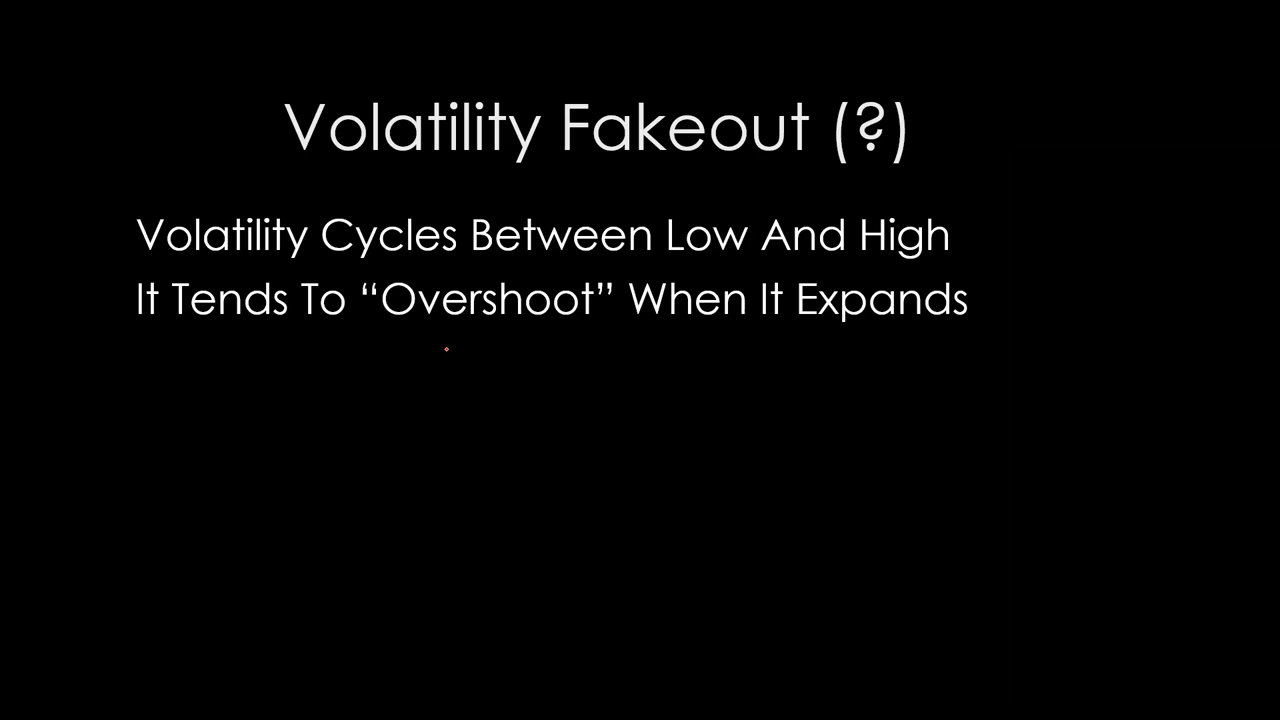 Volatility Fakeout (?)
Volatility Cycles Between Low And High
It Tends To “Overshoot” When It Expands